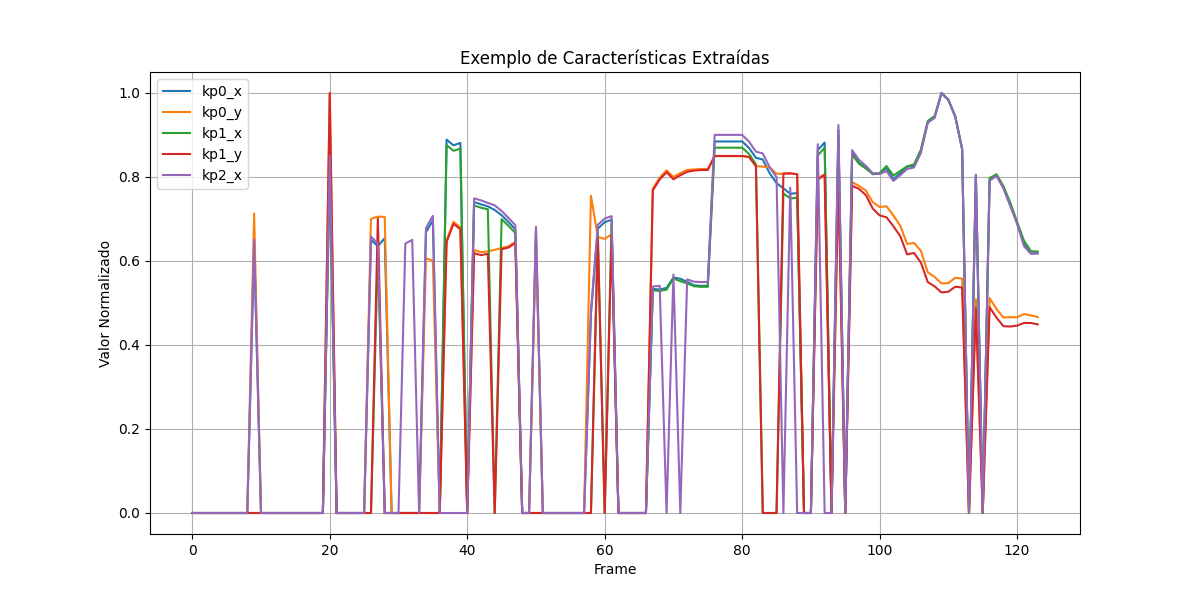 Exemplo de Características Extraídas
kp0_x
kp0_y
kp1_x
kp1_y
kp2_x
Valor Normalizado
1.0
0.8
0.6
0.4
0.2
0.0
0 20 40 60 80 100 120
Frame